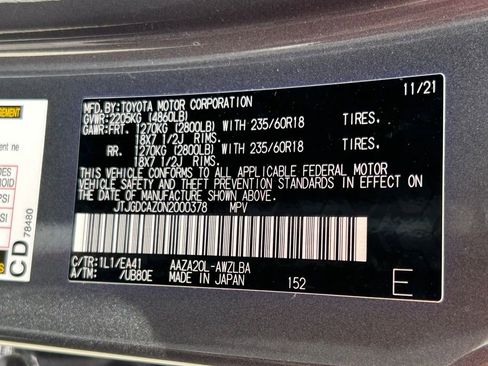 MFD.BY:TOYOTA MOTOR CORPORATION 11/21
GVWR:2205KG (4860LB)
GAWR:FRT. 1270KG (2800LB) WITH 235/60R18 TIRES.
18X7 1/2J RIMS.
RR. 1270KG (2800LB) WITH 235/60R18 TIRES.
18X7 1/2J RIMS.
THIS VEHICLE CONFORMS TO ALL APPLICABLE FEDERAL MOTOR
VEHICLE SAFETY AND THEFT PREVENTION STANDARDS IN EFFECT ON
THE DATE OF MANUFACTURE SHOWN ABOVE.
JTJGDCAZ0N2000378 MPV
C/TR:1L1/EA41 AAZA20L-AWZLBA
A/TM: /UB80E MADE IN JAPAN 152 E
ne
PSI
CD 78480